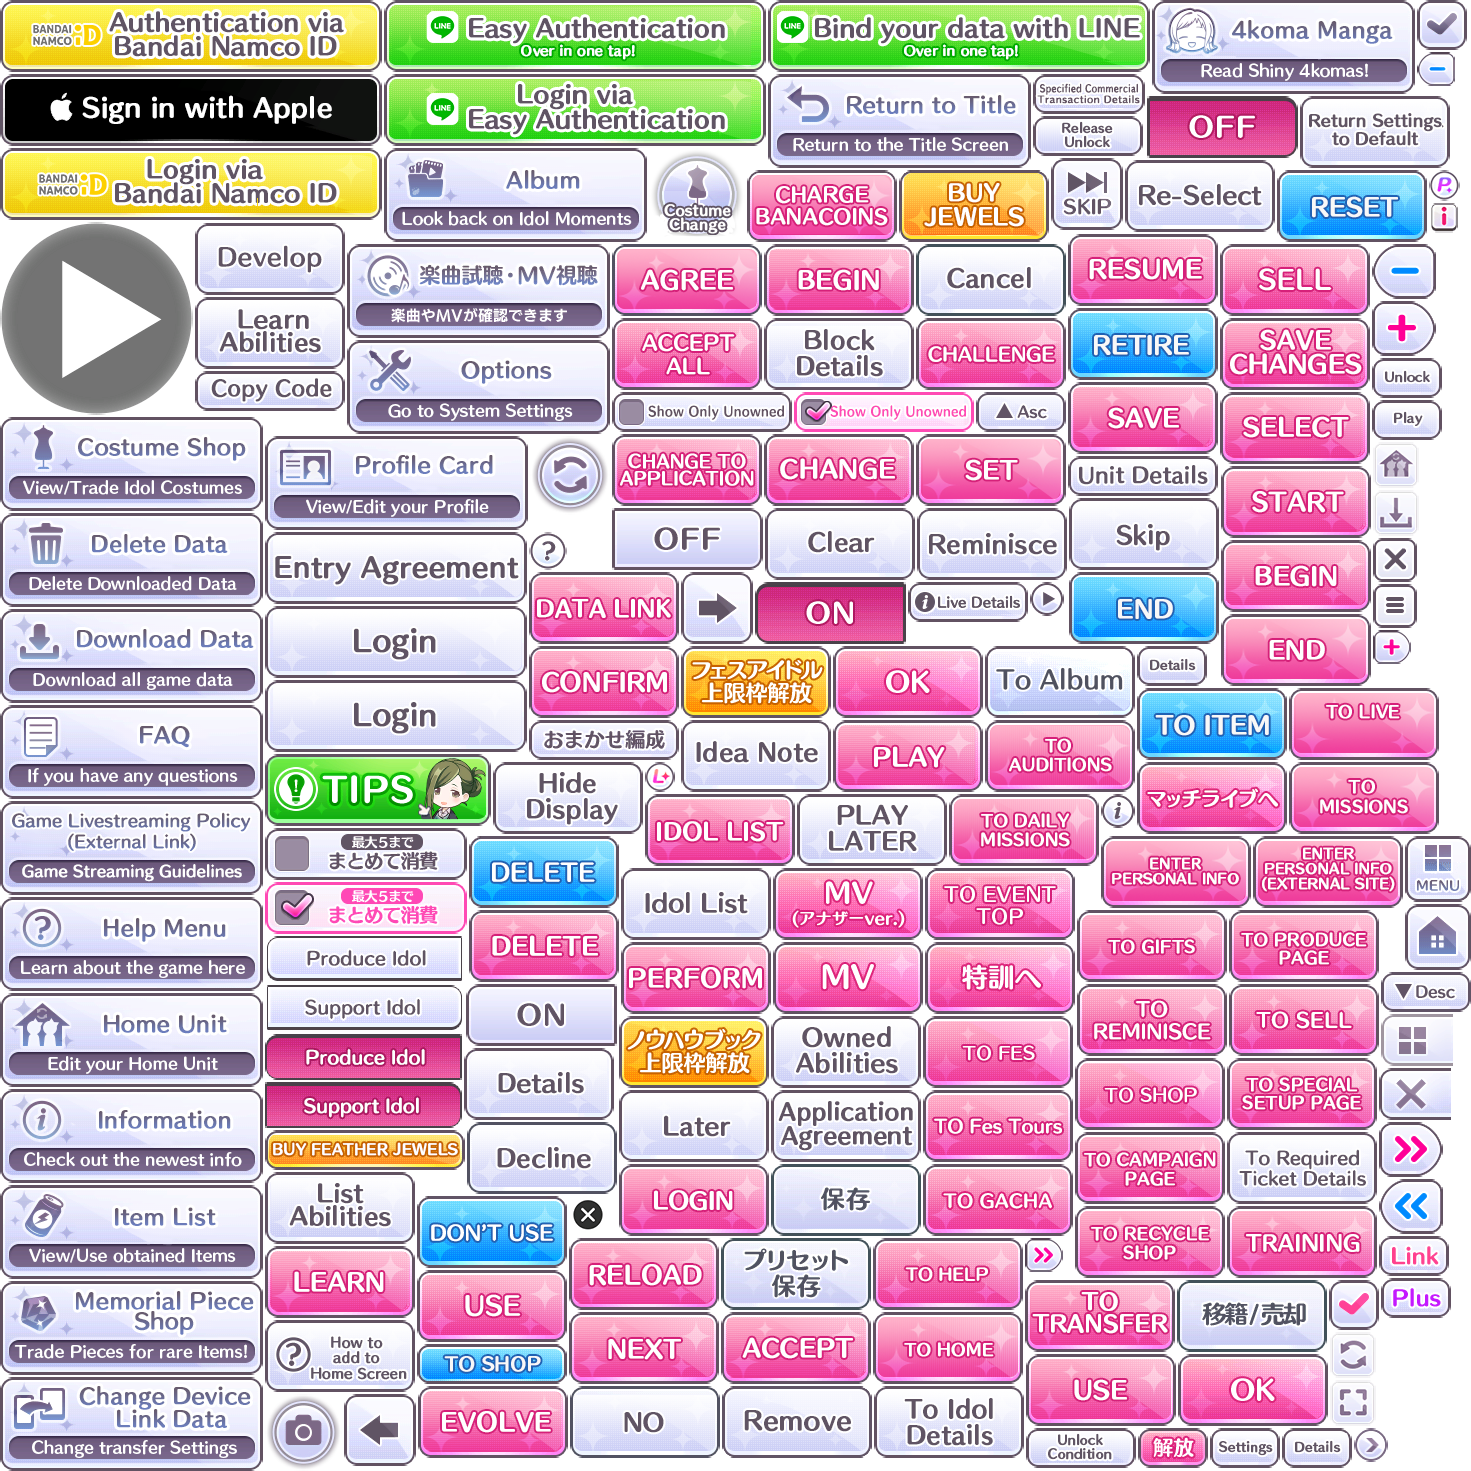 BANDAI
NAMCO iD
Authentication via
Bandai Namco ID
LINE
Easy Authentication
Over in one tap!
LINE
Bind your data with LINE
Over in one tap!
4koma Manga
Read Shiny 4komas!
Sign in with Apple
LINE
Login via
Easy Authentication
Return to Title
Return to the Title Screen
Specified Commercial
Transaction Details
Release
Unlock
OFF
Return Settings
to Default
BANDAI
NAMCO iD
Login via
Bandai Namco ID
Album
Look back on Idol Moments
Costume
Change
CHARGE
BANACOINS
BUY
JEWELS
SKIP
Re-Select
RESET
P
i
Develop
Learn
Abilities
Copy Code
楽曲試聴・MV視聴
楽曲やMVが確認できます
Options
Go to System Settings
AGREE
BEGIN
Cancel
RESUME
SELL
ACCEPT
ALL
Block
Details
CHALLENGE
RETIRE
SAVE
CHANGES
Unlock
Show Only Unowned
Show Only Unowned
▲ Asc
SAVE
SELECT
Play
Costume Shop
View/Trade Idol Costumes
Profile Card
View/Edit your Profile
CHANGE TO
APPLICATION
CHANGE
SET
Unit Details
START
Delete Data
Delete Downloaded Data
Entry Agreement
?
OFF
Clear
Reminisce
Skip
BEGIN
Download Data
Download all game data
Login
DATA LINK
ON
i Live Details
END
END
Login
CONFIRM
フェスアイドル
上限枠解放
OK
To Album
Details
FAQ
If you have any questions
おまかせ編成
Idea Note
PLAY
TO
AUDITIONS
TO ITEM
TO LIVE
TIPS
Hide
Display
L
マッチライブへ
TO
MISSIONS
Game Livestreaming Policy
(External Link)
Game Streaming Guidelines
最大5まで
まとめて消費
DELETE
IDOL LIST
PLAY
LATER
TO DAILY
MISSIONS
i
ENTER
PERSONAL INFO
ENTER
PERSONAL INFO
(EXTERNAL SITE)
MENU
最大5まで
まとめて消費
Help Menu
Learn about the game here
DELETE
Idol List
MV
(アナザーver.)
TO EVENT
TOP
TO GIFTS
TO PRODUCE
PAGE
Produce Idol
Support Idol
PERFORM
MV
特訓へ
▼ Desc
Home Unit
Edit your Home Unit
Produce Idol
ON
ノウハウブック
上限枠解放
Owned
Abilities
TO FES
TO
REMINISCE
TO SELL
Support Idol
Details
TO SHOP
TO SPECIAL
SETUP PAGE
Information
Check out the newest info
BUY FEATHER JEWELS
Decline
Later
Application
Agreement
TO Fes Tours
TO CAMPAIGN
PAGE
To Required
Ticket Details
Item List
View/Use obtained Items
List
Abilities
DON'T USE
LOGIN
保存
TO GACHA
TO RECYCLE
SHOP
TRAINING
Link
LEARN
USE
RELOAD
プリセット
保存
TO HELP
Memorial Piece
Shop
Trade Pieces for rare Items!
? How to
add to
Home Screen
TO SHOP
NEXT
ACCEPT
TO HOME
TO
TRANSFER
移籍/売却
Plus
Change Device
Link Data
Change transfer Settings
EVOLVE
NO
Remove
To Idol
Details
USE
OK
Unlock
Condition
解放
Settings
Details